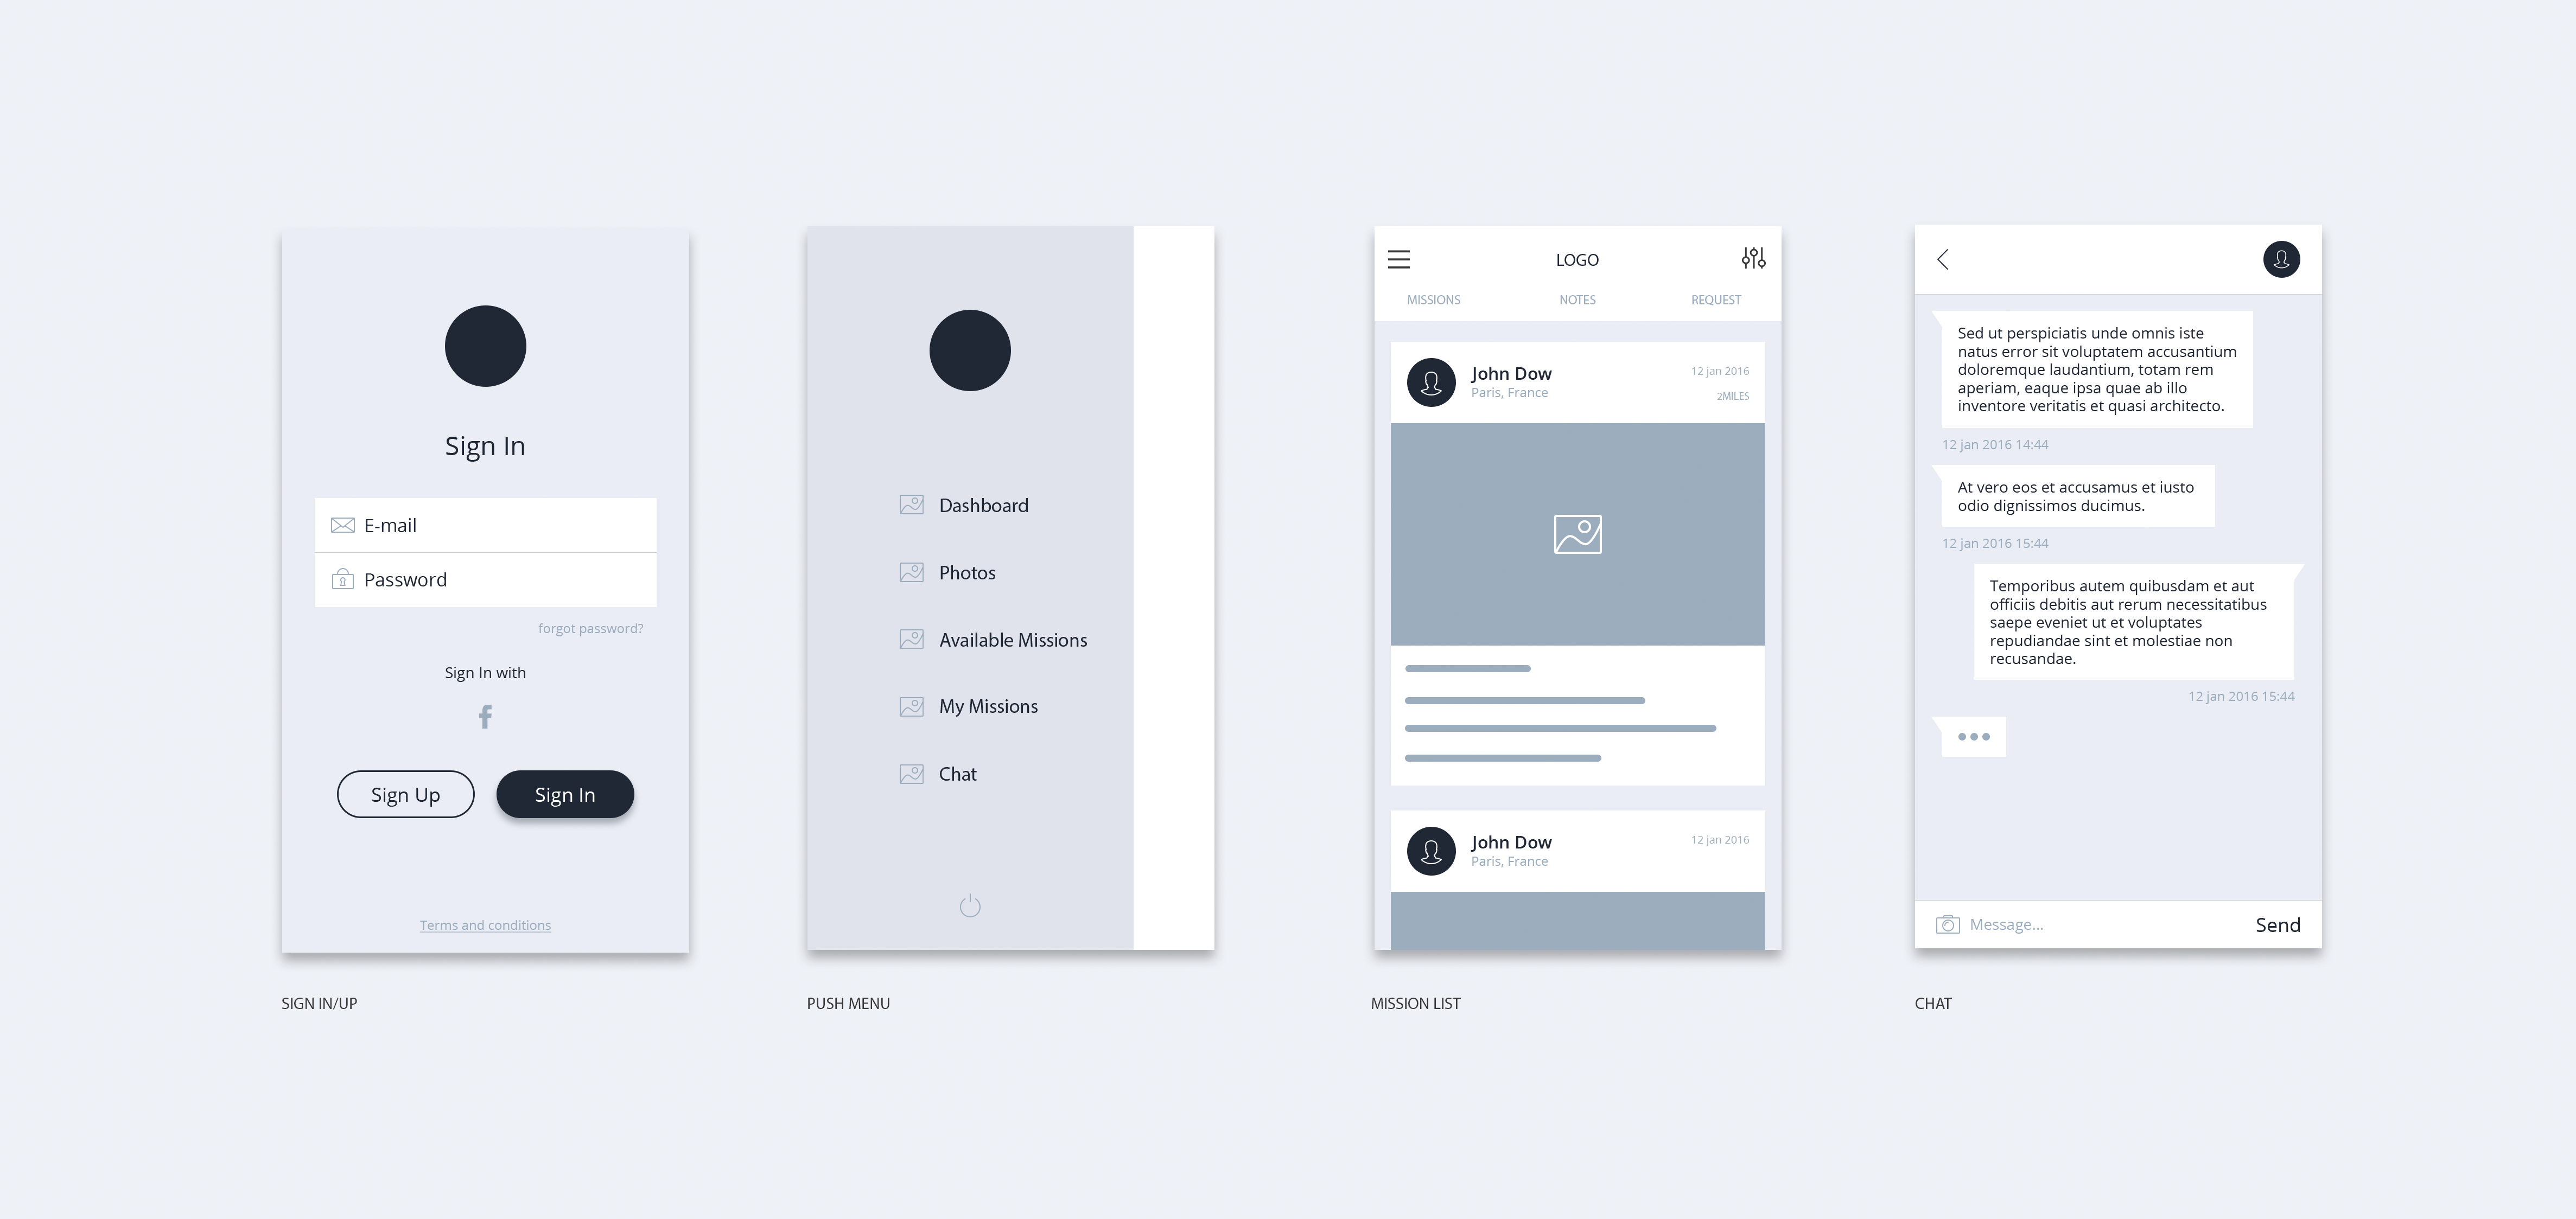 Sign In
E-mail
Password
forgot password?
Sign In with
f
Sign Up
Sign In
Terms and conditions
SIGN IN/UP
Dashboard
Photos
Available Missions
My Missions
Chat
PUSH MENU
LOGO
MISSIONS
NOTES
REQUEST
John Dow
12 jan 2016
Paris, France
2MILES
John Dow
12 jan 2016
Paris, France
MISSION LIST
Sed ut perspiciatis unde omnis iste
natus error sit voluptatem accusantium
doloremque laudantium, totam rem
aperiam, eaque ipsa quae ab illo
inventore veritatis et quasi architecto.
12 jan 2016 14:44
At vero eos et accusamus et iusto
odio dignissimos ducimus.
12 jan 2016 15:44
Temporibus autem quibusdam et aut
officiis debitis aut rerum necessitatibus
saepe eveniet ut et voluptates
repudiandae sint et molestiae non
recusandae.
12 jan 2016 15:44
Message...
Send
CHAT